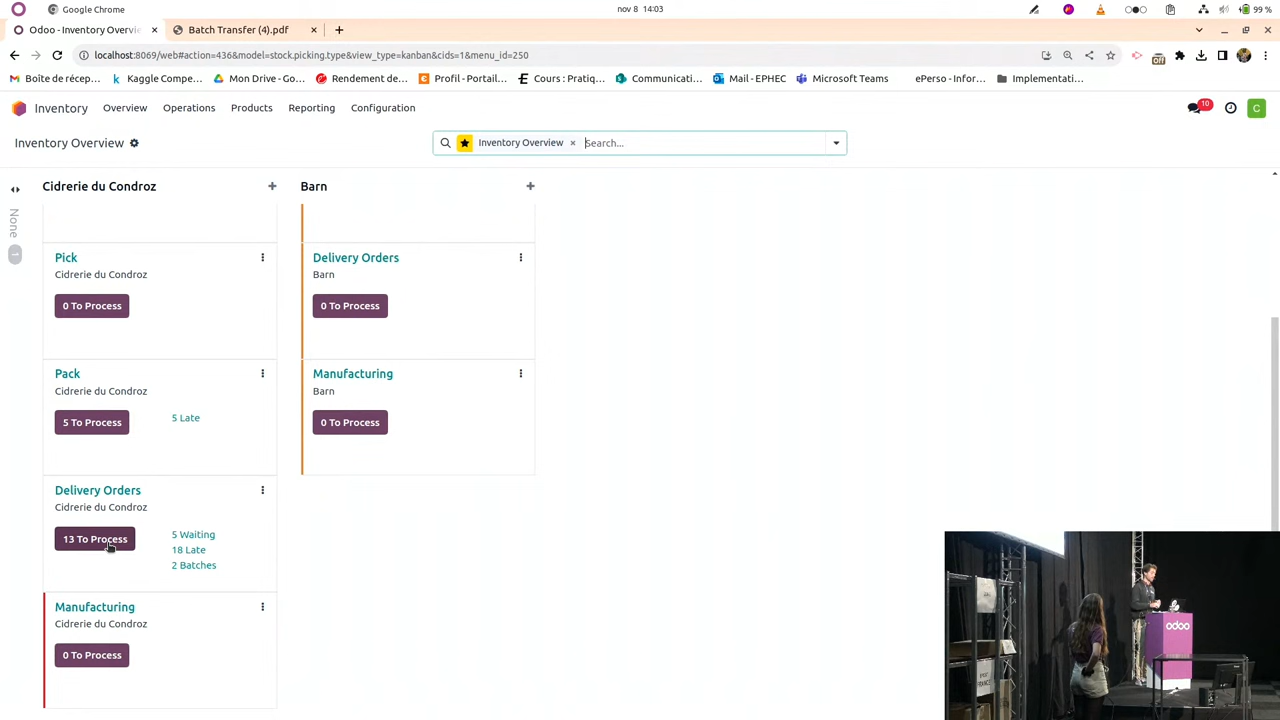 Google Chrome
nov 8 14:03
99 %
Odoo - Inventory Overvie
Batch Transfer (4).pdf
localhost:8069/web#action=436&model=stock.picking.type&view_type=kanban&cids=1&menu_id=250
Off
Boîte de récep...
Kaggle Compe...
Mon Drive - Go...
Rendement de...
Profil - Portail...
Cours : Pratiq...
Communicati...
Mail - EPHEC
Microsoft Teams
ePerso - Infor...
Implementati...
Inventory
Overview
Operations
Products
Reporting
Configuration
10
C
Inventory Overview
Inventory Overview
Search...
None
1
Cidrerie du Condroz
Barn
Pick
Cidrerie du Condroz
0 To Process
Delivery Orders
Barn
0 To Process
Pack
Cidrerie du Condroz
5 To Process
5 Late
Manufacturing
Barn
0 To Process
Delivery Orders
Cidrerie du Condroz
13 To Process
5 Waiting
18 Late
2 Batches
Manufacturing
Cidrerie du Condroz
0 To Process
odoo